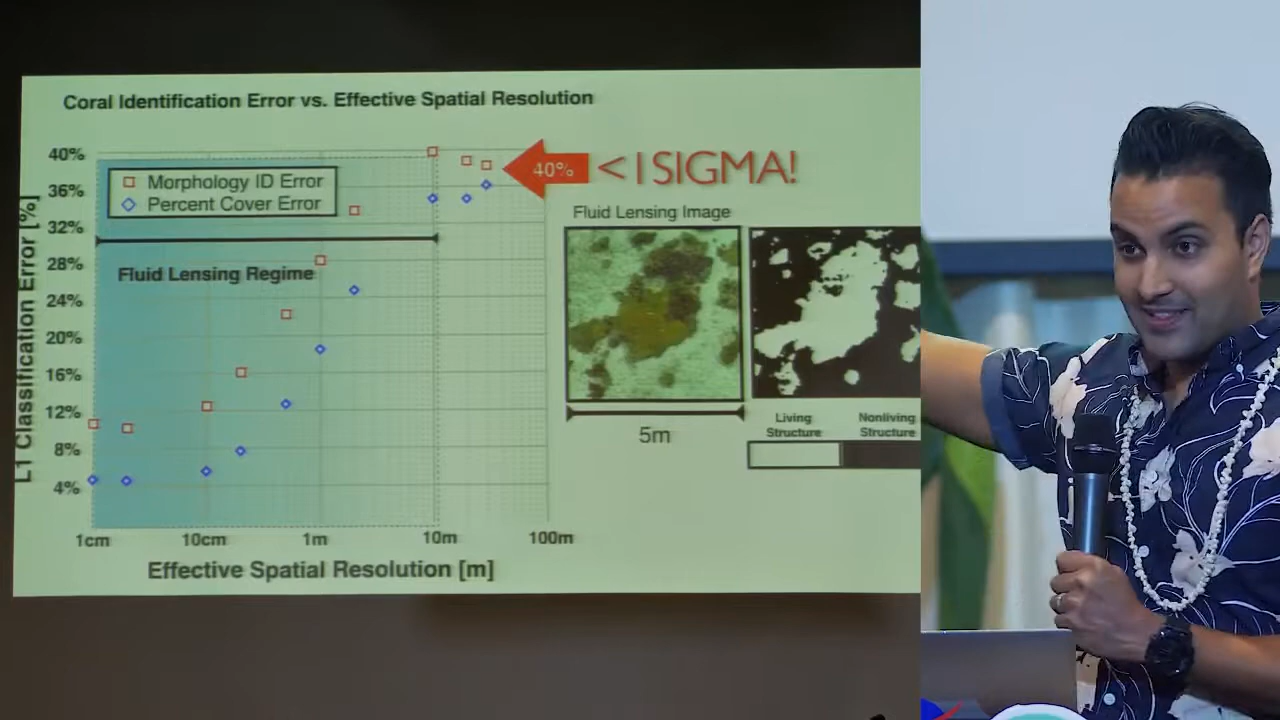 Coral Identification Error vs. Effective Spatial Resolution
L1 Classification Error [%]
40%
36%
32%
28%
24%
20%
16%
12%
8%
4%
Morphology ID Error
Percent Cover Error
Fluid Lensing Regime
1cm
10cm
1m
10m
100m
Effective Spatial Resolution [m]
40%
< 1 SIGMA!
Fluid Lensing Image
5m
Living
Structure
Nonliving
Structure